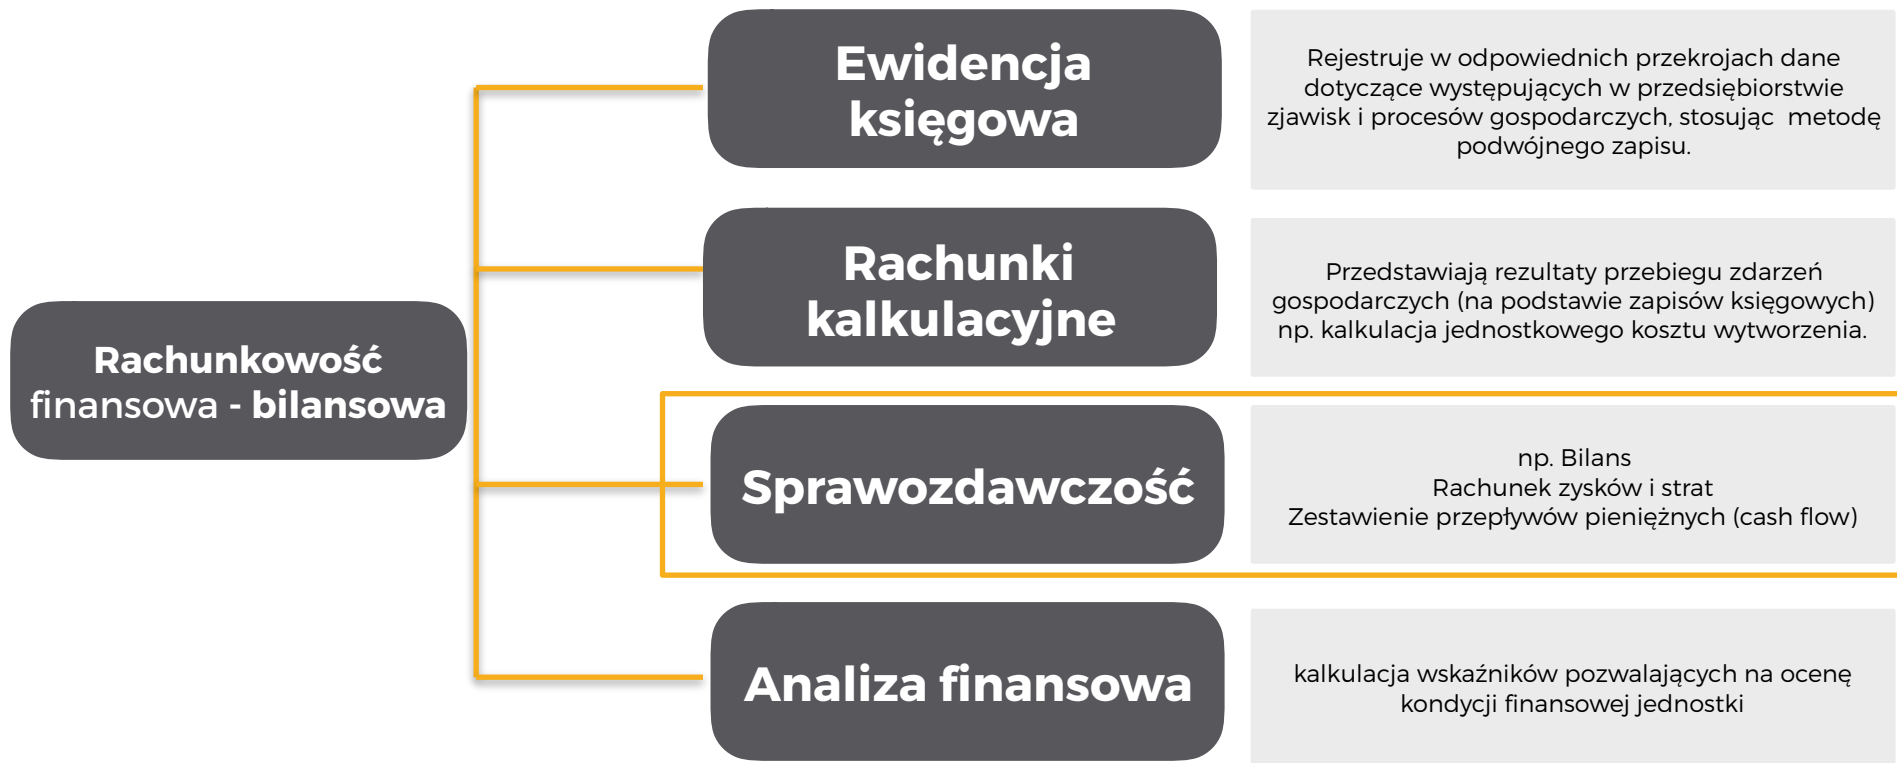 Rachunkowość
finansowa - bilansowa
Ewidencja
księgowa
Rejestruje w odpowiednich przekrojach dane
dotyczące występujących w przedsiębiorstwie
zjawisk i procesów gospodarczych, stosując metodę
podwójnego zapisu.
Rachunki
kalkulacyjne
Przedstawiają rezultaty przebiegu zdarzeń
gospodarczych (na podstawie zapisów księgowych)
np. kalkulacja jednostkowego kosztu wytworzenia.
Sprawozdawczość
np. Bilans
Rachunek zysków i strat
Zestawienie przepływów pieniężnych (cash flow)
Analiza finansowa
kalkulacja wskaźników pozwalających na ocenę
kondycji finansowej jednostki